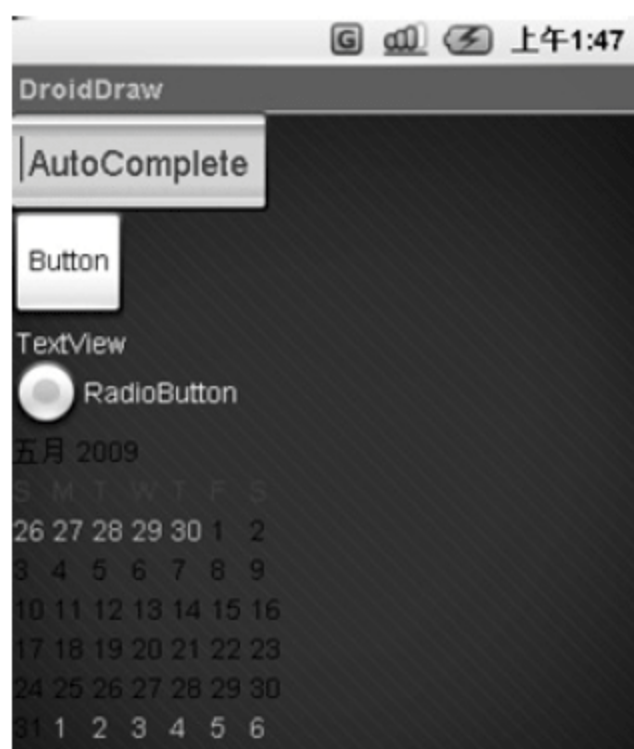 G 上午1:47
DroidDraw
AutoComplete
Button
TextView
RadioButton
五月 2009
S M T W T F S
26 27 28 29 30 1 2
3 4 5 6 7 8 9
10 11 12 13 14 15 16
17 18 19 20 21 22 23
24 25 26 27 28 29 30
31 1 2 3 4 5 6